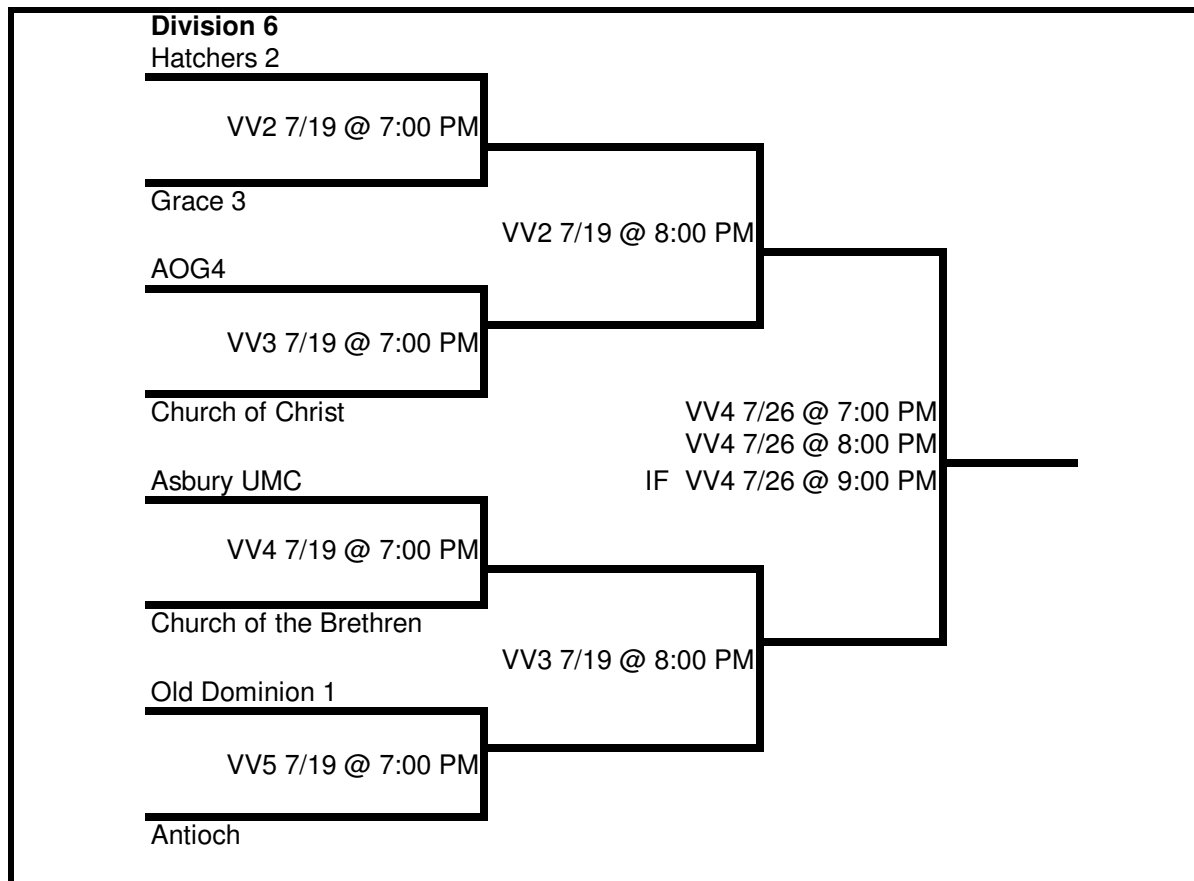 Division 6
Hatchers 2
VV2 7/19 @ 7:00 PM
Grace 3
VV2 7/19 @ 8:00 PM
AOG4
VV3 7/19 @ 7:00 PM
Church of Christ
VV4 7/26 @ 7:00 PM
VV4 7/26 @ 8:00 PM
IF VV4 7/26 @ 9:00 PM
Asbury UMC
VV4 7/19 @ 7:00 PM
Church of the Brethren
VV3 7/19 @ 8:00 PM
Old Dominion 1
VV5 7/19 @ 7:00 PM
Antioch